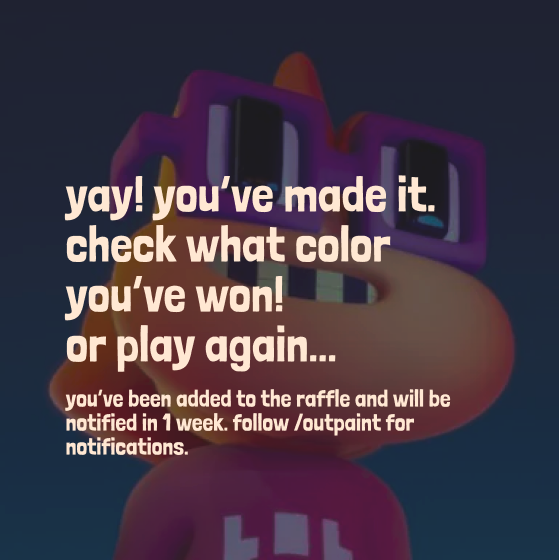 yay! you've made it.
check what color
you've won!
or play again...
you've been added to the raffle and will be
notified in 1 week. follow /outpaint for
notifications.